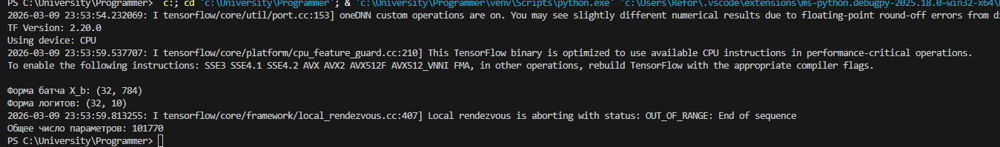 PS C:\University\Programmer>  c:; cd 'c:\University\Programmer'; & 'c:\University\Programmer\venv\Scripts\python.exe' 'c:\Users\Refor\.vscode\extensions\ms-python.debugpy-2025.18.0-win32-x64\
2026-03-09 23:53:54.232069: I tensorflow/core/util/port.cc:153] oneDNN custom operations are on. You may see slightly different numerical results due to floating-point round-off errors from
TF Version: 2.20.0
Using device: CPU
2026-03-09 23:53:59.537707: I tensorflow/core/platform/cpu_feature_guard.cc:210] This TensorFlow binary is optimized to use available CPU instructions in performance-critical operations.
To enable the following instructions: SSE3 SSE4.1 SSE4.2 AVX AVX2 AVX512F AVX512_VNNI FMA, in other operations, rebuild TensorFlow with the appropriate compiler flags.
Форма батча X_b: (32, 784)
Форма логитов: (32, 10)
2026-03-09 23:53:59.813255: I tensorflow/core/framework/local_rendezvous.cc:407] Local rendezvous is aborting with status: OUT_OF_RANGE: End of sequence
Общее число параметров: 101770
PS C:\University\Programmer>